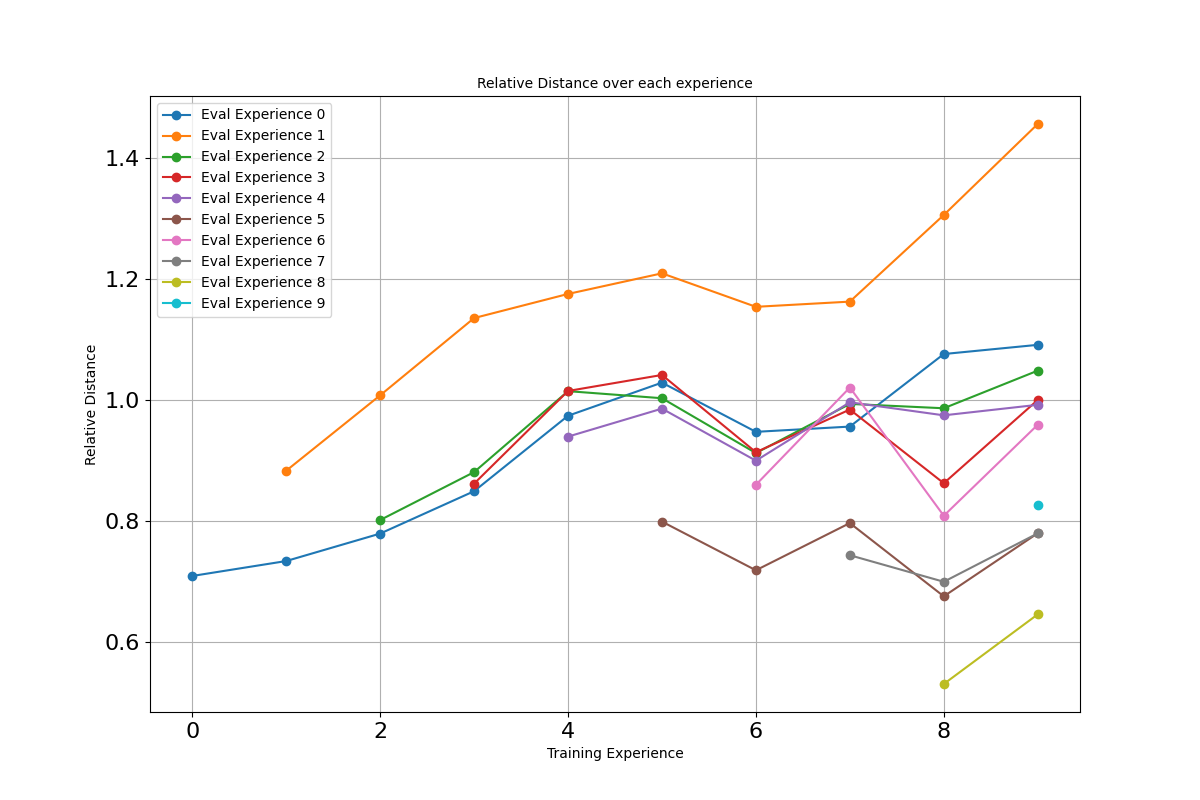 Relative Distance over each experience
Eval Experience 0
Eval Experience 1
Eval Experience 2
Eval Experience 3
Eval Experience 4
Eval Experience 5
Eval Experience 6
Eval Experience 7
Eval Experience 8
Eval Experience 9
1.4
1.2
1.0
0.8
0.6
Relative Distance
0 2 4 6 8
Training Experience